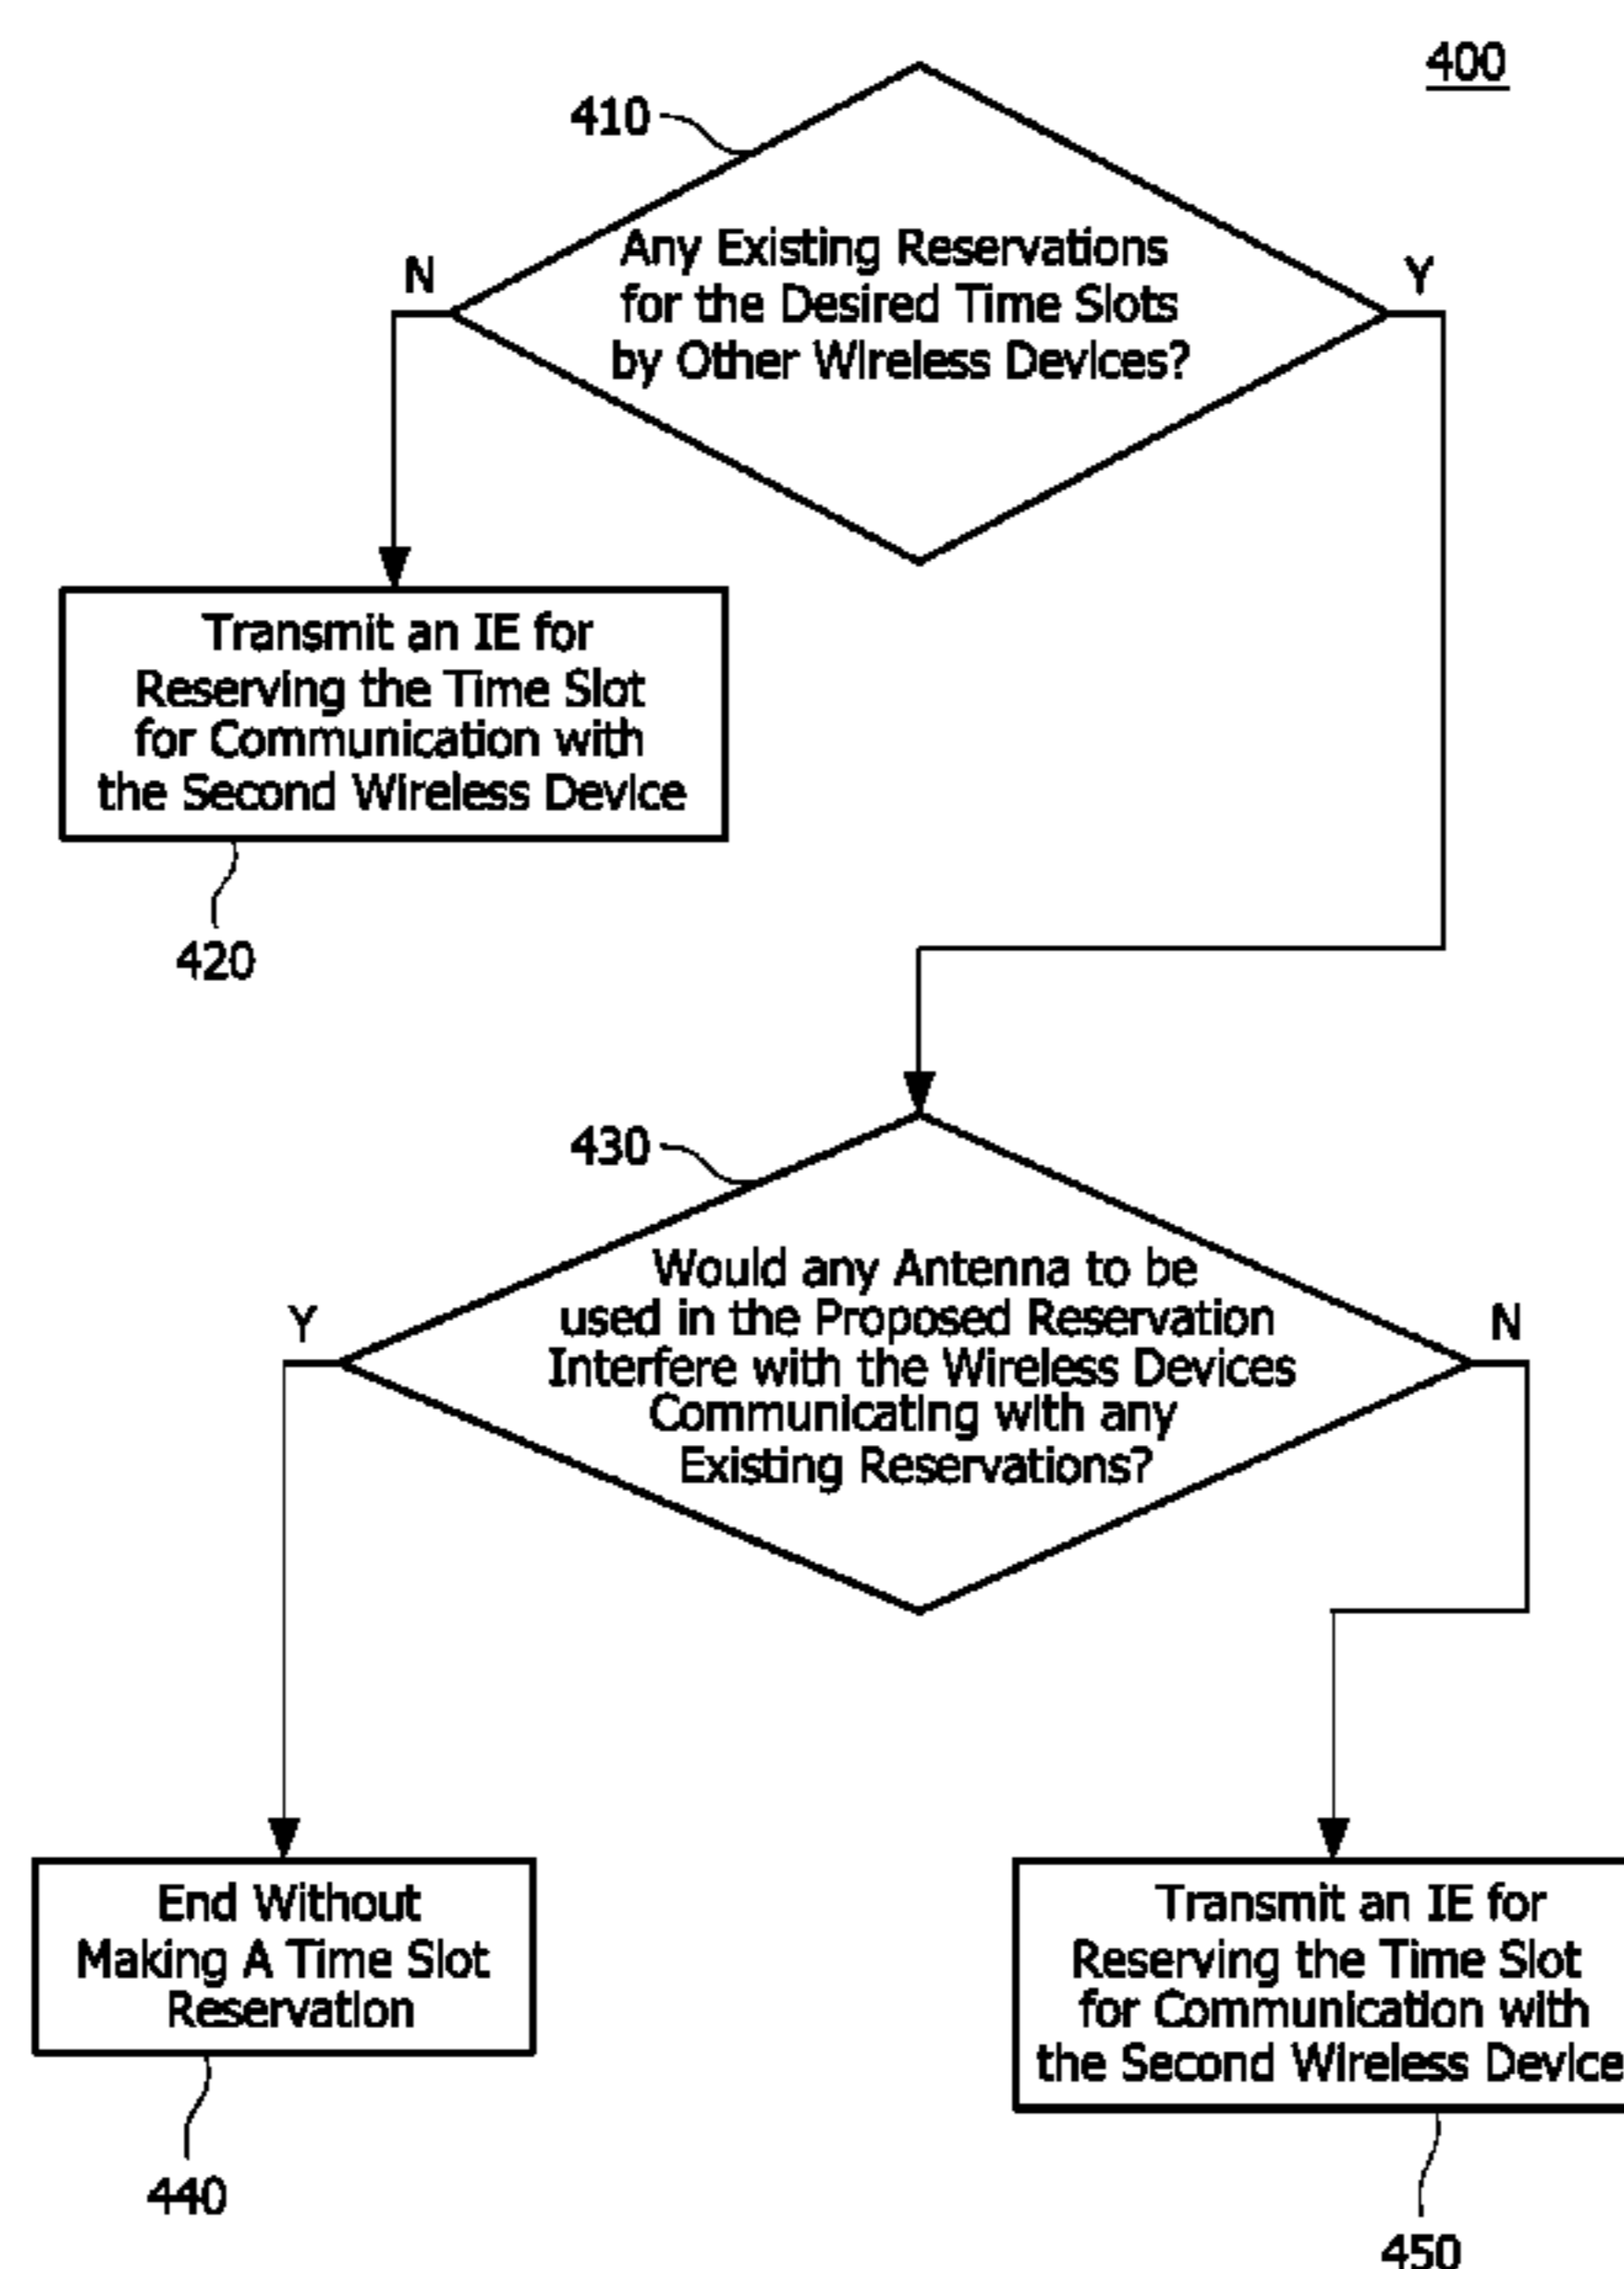 400
410
Any Existing Reservations
for the Desired Time Slots
by Other Wireless Devices?
N
Y
Transmit an IE for
Reserving the Time Slot
for Communication with
the Second Wireless Device
420
430
Would any Antenna to be
used in the Proposed Reservation
Interfere with the Wireless Devices
Communicating with any
Existing Reservations?
Y
N
End Without
Making A Time Slot
Reservation
440
Transmit an IE for
Reserving the Time Slot
for Communication with
the Second Wireless Device
450